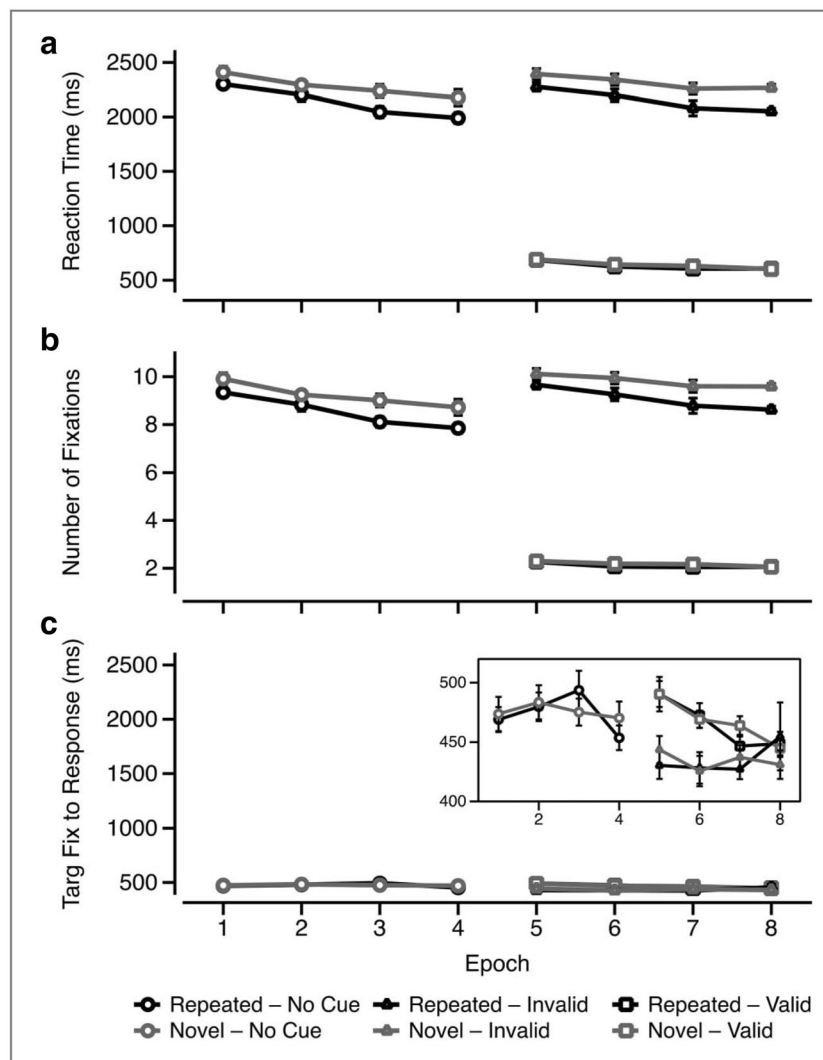 a
Reaction Time (ms)
2500
2000
1500
1000
500
b
Number of Fixations
10
8
6
4
2
c
Targ Fix to Response (ms)
2500
2000
1500
1000
500
500
450
400
2 4 6 8
1 2 3 4 5 6 7 8
Epoch
Repeated – No Cue Repeated – Invalid Repeated – Valid
Novel – No Cue Novel – Invalid Novel – Valid